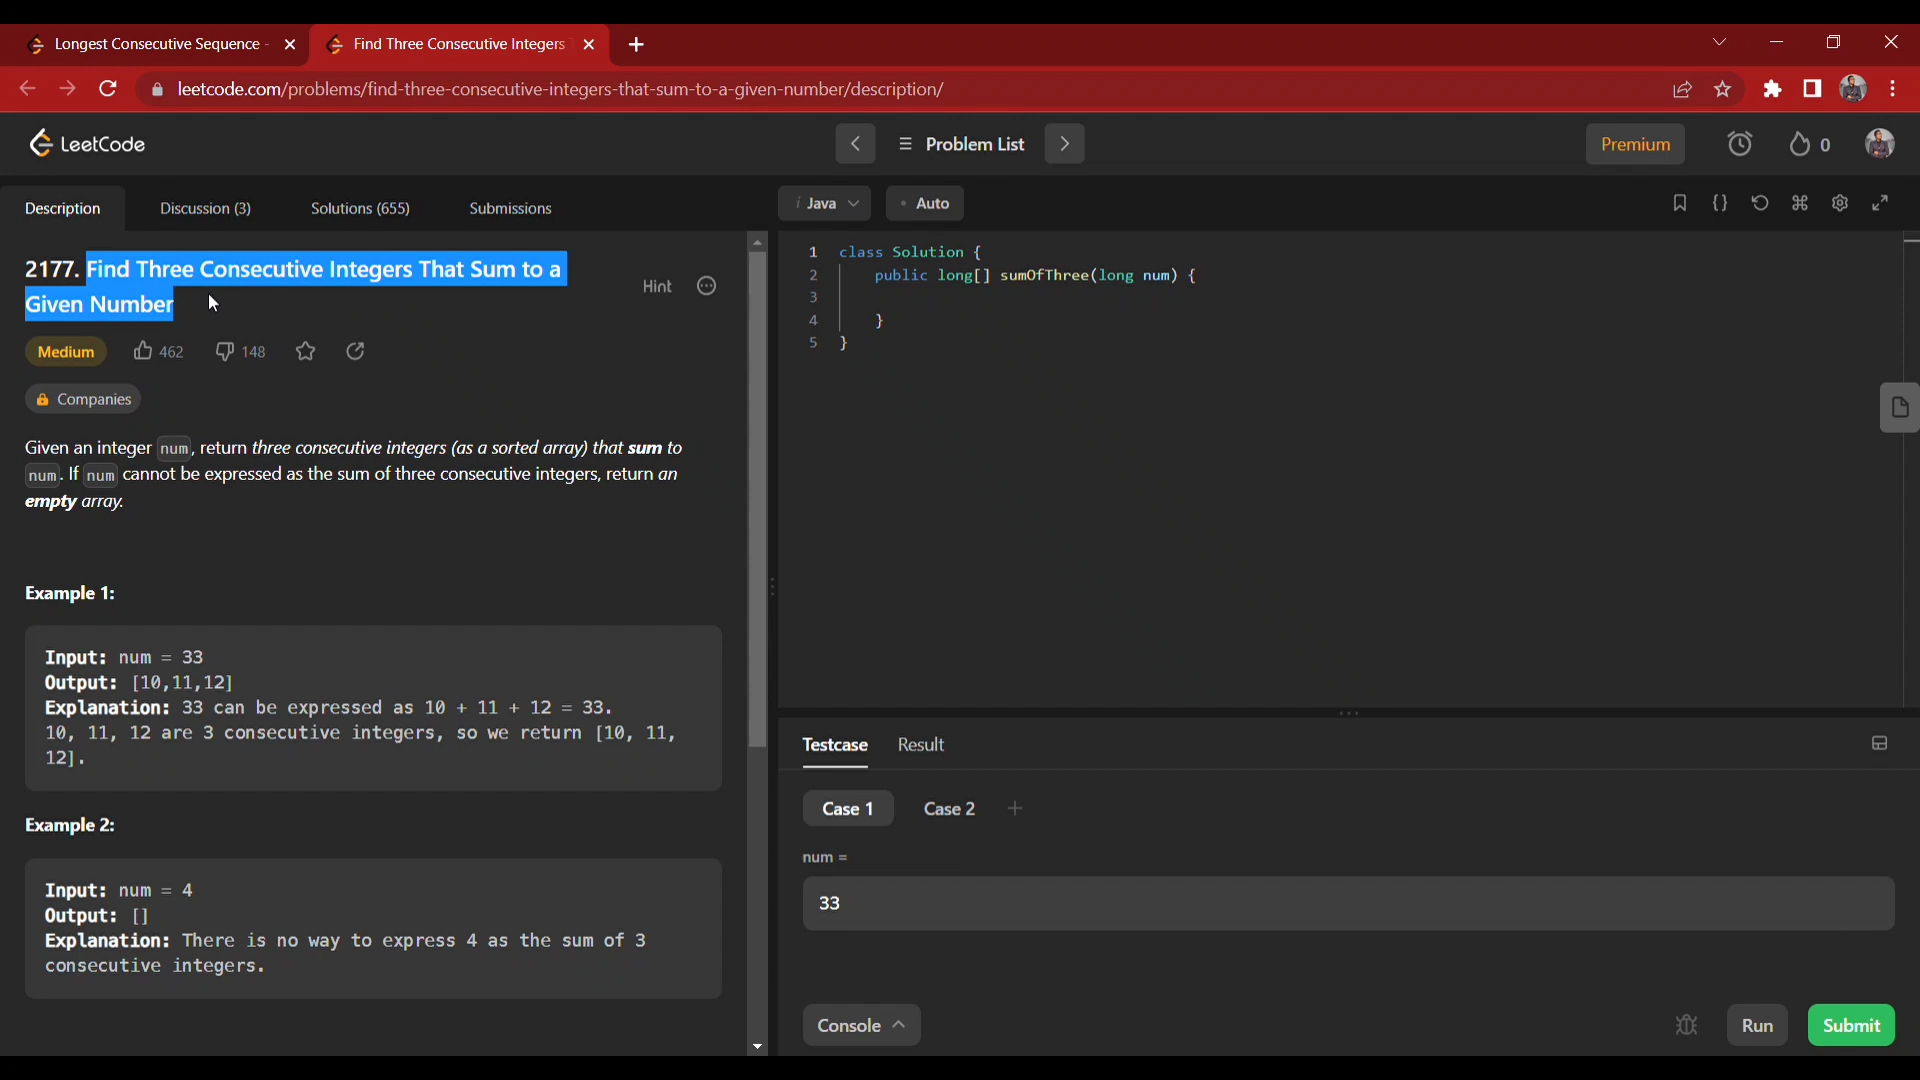 Longest Consecutive Sequence -
Find Three Consecutive Integers T
leetcode.com/problems/find-three-consecutive-integers-that-sum-to-a-given-number/description/
LeetCode
Problem List
Premium
0
Description
Discussion (3)
Solutions (655)
Submissions
2177. Find Three Consecutive Integers That Sum to a
Given Number
Hint
Medium
462
148
Companies
Given an integer num, return three consecutive integers (as a sorted array) that sum to
num. If num cannot be expressed as the sum of three consecutive integers, return an
empty array.
Example 1:
Input: num = 33
Output: [10,11,12]
Explanation: 33 can be expressed as 10 + 11 + 12 = 33.
10, 11, 12 are 3 consecutive integers, so we return [10, 11,
12].
Example 2:
Input: num = 4
Output: []
Explanation: There is no way to express 4 as the sum of 3
consecutive integers.
i Java
• Auto
{}
1 class Solution {
2 public long[] sumOfThree(long num) {
3
4 }
5 }
Testcase
Result
Case 1
Case 2
+
num =
33
Console
Run
Submit